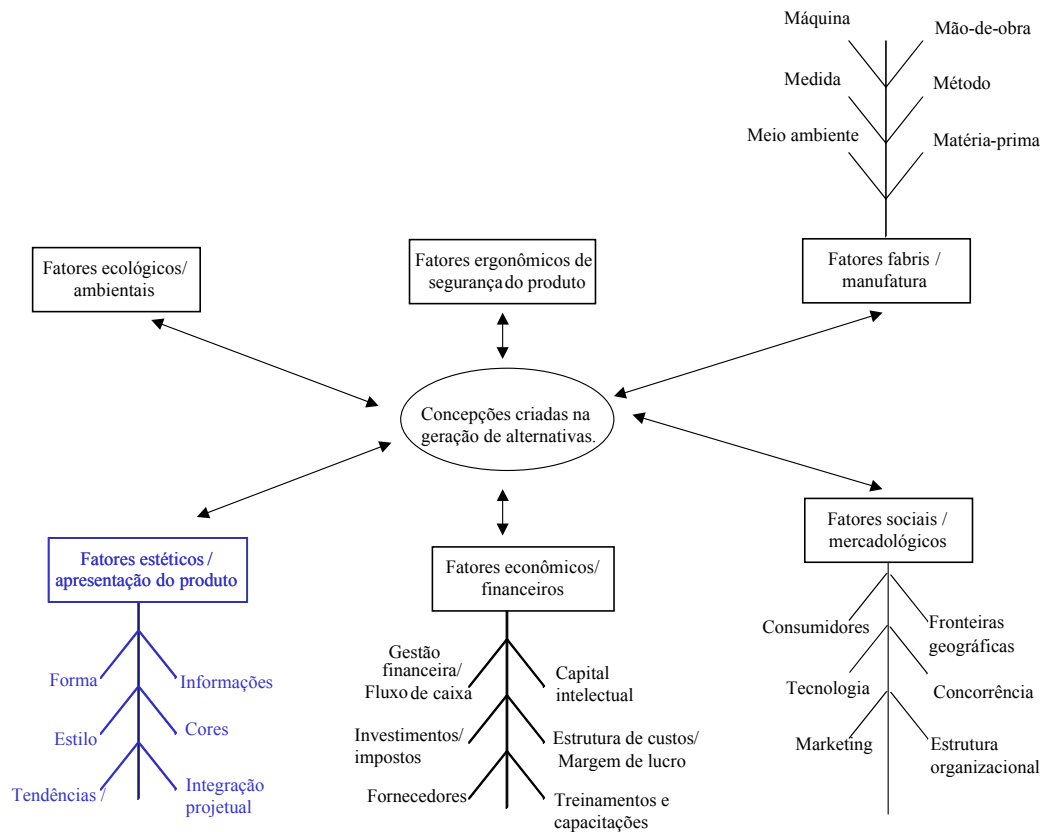 Máquina
Mão-de-obra
Medida
Método
Meio ambiente
Matéria-prima
Fatores ecológicos/
ambientais
Fatores ergonômicos de
segurança do produto
Fatores fabris /
manufatura
Concepções criadas na
geração de alternativas.
Fatores estéticos /
apresentação do produto
Forma
Informações
Estilo
Cores
Tendências /
Integração
projetual
Fatores econômicos/
financeiros
Gestão
financeira/
Fluxo de caixa
Capital
intelectual
Investimentos/
impostos
Estrutura de custos/
Margem de lucro
Fornecedores
Treinamentos e
capacitações
Fatores sociais /
mercadológicos
Consumidores
Fronteiras
geográficas
Tecnologia
Concorrência
Marketing
Estrutura
organizacional